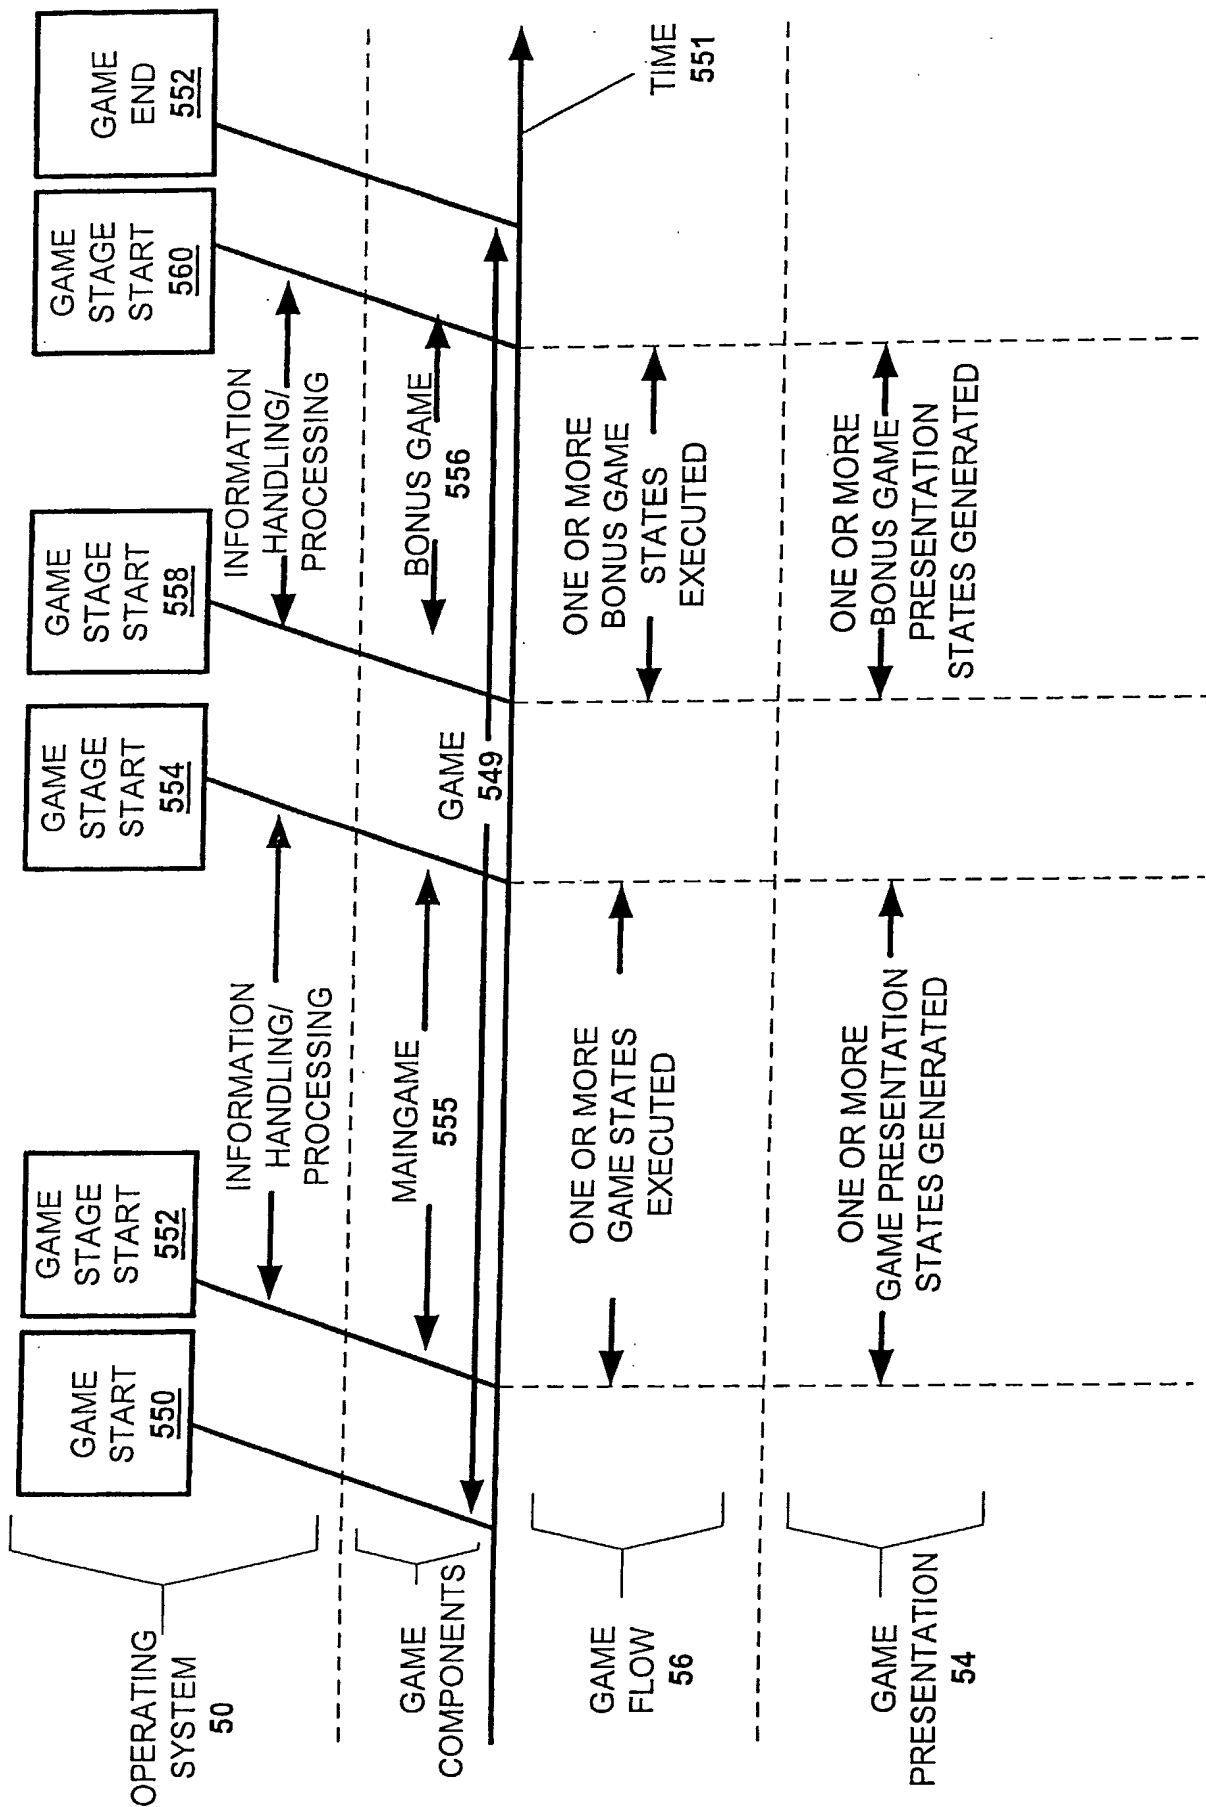 OPERATING
SYSTEM
50
GAME
START
550
GAME
STAGE
START
552
GAME
STAGE
START
554
GAME
STAGE
START
558
GAME
STAGE
START
560
GAME
END
552
INFORMATION
HANDLING/
PROCESSING
INFORMATION
HANDLING/
PROCESSING
GAME
COMPONENTS
MAINGAME
555
BONUS GAME
556
GAME
549
TIME
551
GAME
FLOW
56
ONE OR MORE
GAME STATES
EXECUTED
ONE OR MORE
BONUS GAME
STATES
EXECUTED
GAME
PRESENTATION
54
ONE OR MORE
GAME PRESENTATION
STATES GENERATED
ONE OR MORE
BONUS GAME
PRESENTATION
STATES GENERATED